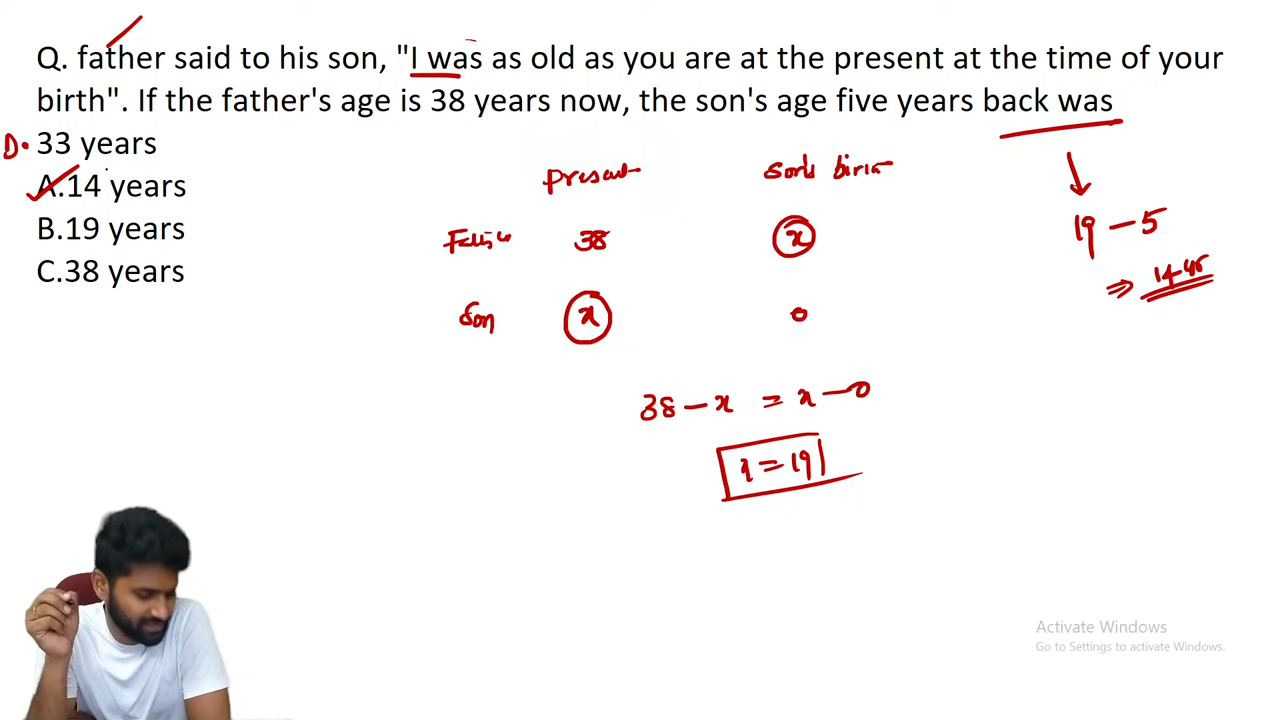 Q. father said to his son, "I was as old as you are at the present at the time of your
birth". If the father's age is 38 years now, the son's age five years back was
D. 33 years
A.14 years
B.19 years
C.38 years
Present Son's birth
Father 38 x
Son x 0
19 - 5
⇒ 14 yr
38 - x = x - 0
x = 19
Activate Windows
Go to Settings to activate Windows.